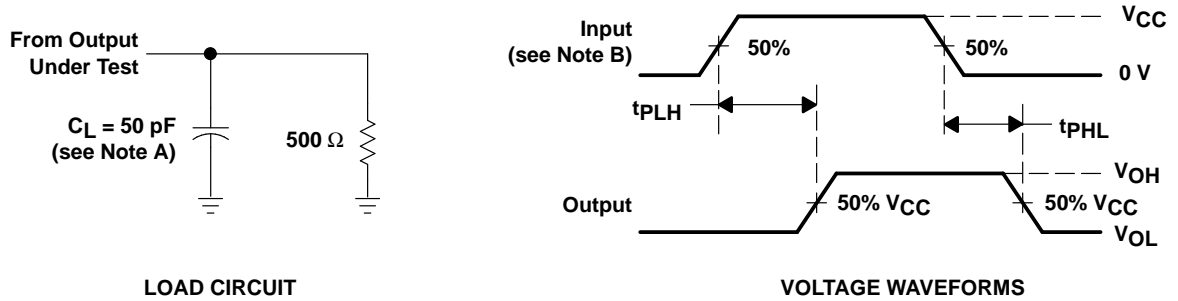 From Output
Under Test
CL = 50 pF
(see Note A)
500 Ω
LOAD CIRCUIT
Input
(see Note B)
50%
50%
VCC
0 V
tPLH
tPHL
Output
50% VCC
VOH
50% VCC
VOL
VOLTAGE WAVEFORMS